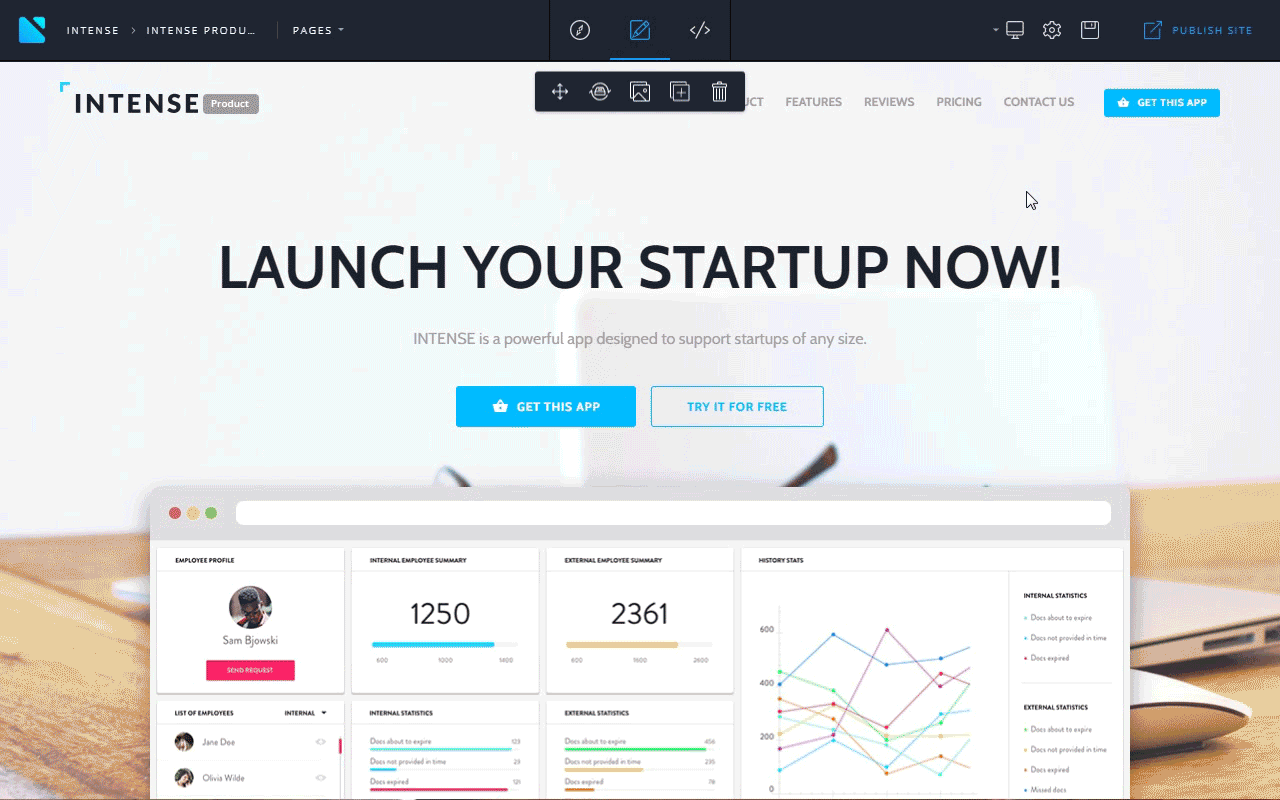 INTENSE > INTENSE PRODU... PAGES
</> PUBLISH SITE
INTENSE Product
UCT FEATURES REVIEWS PRICING CONTACT US GET THIS APP
LAUNCH YOUR STARTUP NOW!
INTENSE is a powerful app designed to support startups of any size.
GET THIS APP TRY IT FOR FREE
EMPLOYEE PROFILE
Sam Bjowski
SEND REQUEST
INTERNAL EMPLOYEE SUMMARY
1250
600 1000 1400
EXTERNAL EMPLOYEE SUMMARY
2361
600 1600 2600
HISTORY STATS
600
400
200
0
INTERNAL STATISTICS
Docs about to expire
Docs not provided in time
Docs expired
EXTERNAL STATISTICS
Docs about to expire
Docs not provided in time
Docs expired
Missed docs
LIST OF EMPLOYEES INTERNAL
Jane Doe
Olivia Wilde
INTERNAL STATISTICS
Docs about to expire 123
Docs not provided in time 23
Docs expired 121
EXTERNAL STATISTICS
Docs about to expire 456
Docs not provided in time 235
Docs expired 78